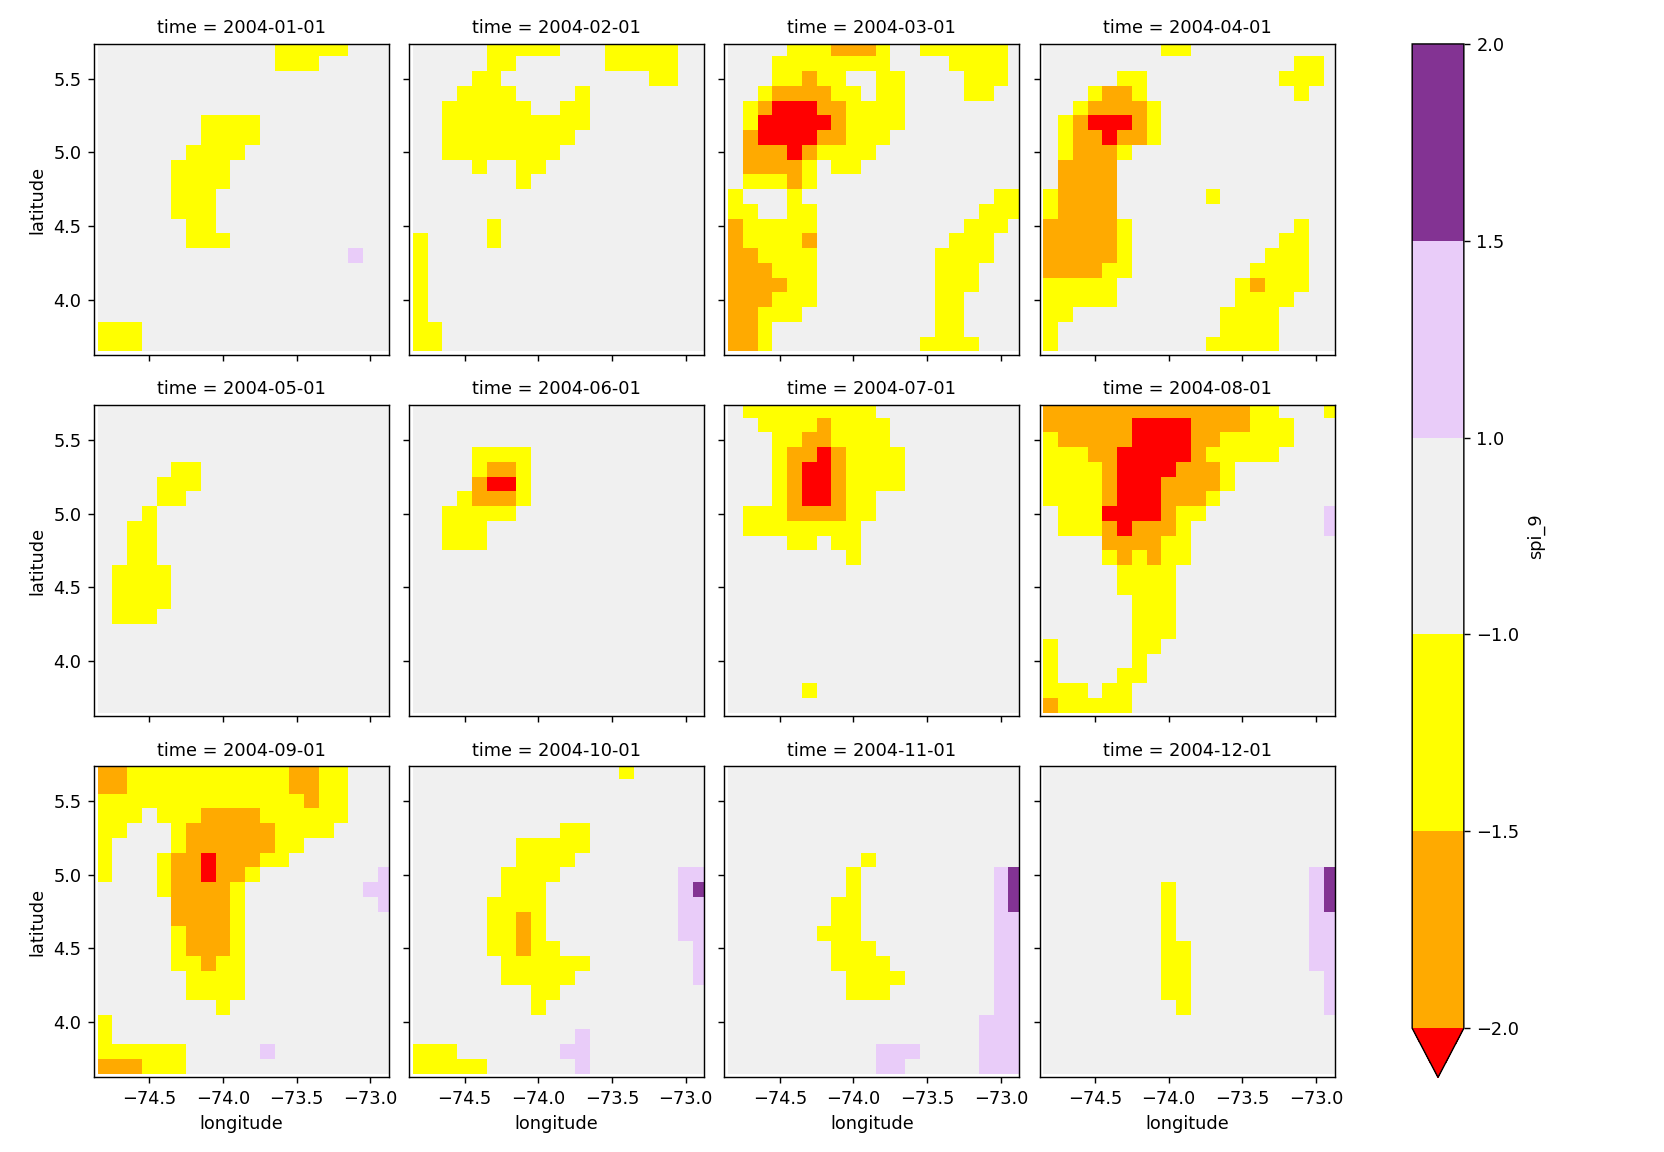 time = 2004-01-01
time = 2004-02-01
time = 2004-03-01
time = 2004-04-01
5.5
5.0
4.5
4.0
latitude
time = 2004-05-01
time = 2004-06-01
time = 2004-07-01
time = 2004-08-01
5.5
5.0
4.5
4.0
latitude
time = 2004-09-01
time = 2004-10-01
time = 2004-11-01
time = 2004-12-01
5.5
5.0
4.5
4.0
latitude
−74.5 −74.0 −73.5 −73.0
longitude
−74.5 −74.0 −73.5 −73.0
longitude
−74.5 −74.0 −73.5 −73.0
longitude
−74.5 −74.0 −73.5 −73.0
longitude
2.0
1.5
1.0
−1.0
−1.5
−2.0
spi_9